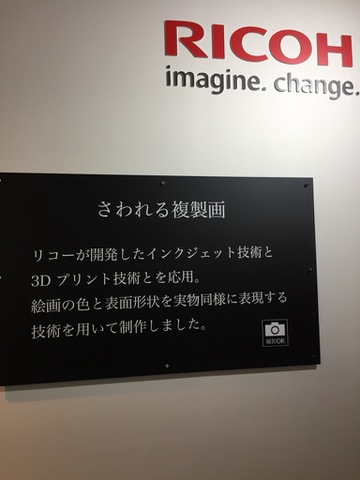 RICOH
imagine. change.
さわれる複製画
リコーが開発したインクジェット技術と
3D プリント技術とを応用。
絵画の色と表面形状を実物同様に表現する
技術を用いて制作しました。
撮影OK